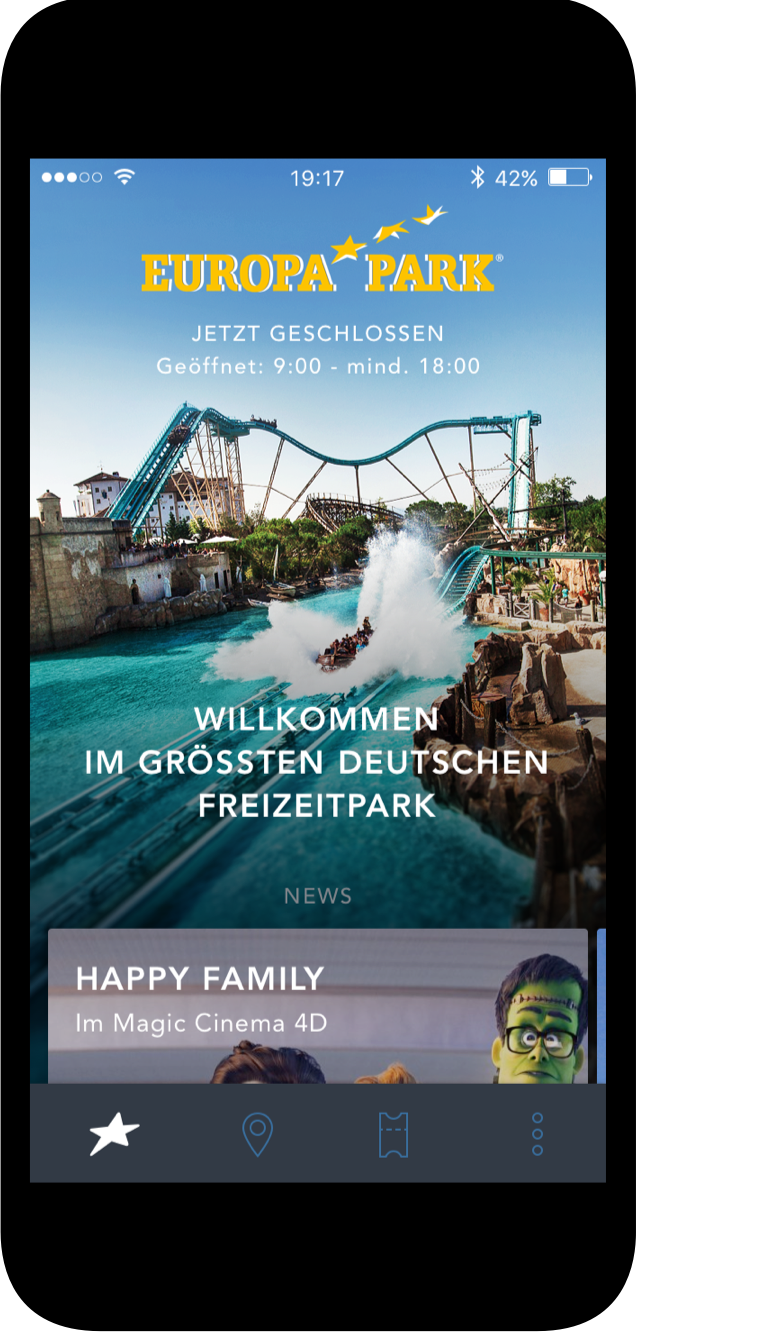 19:17
42%
EUROPA PARK®
JETZT GESCHLOSSEN
Geöffnet: 9:00 - mind. 18:00
WILLKOMMEN
IM GRÖSSTEN DEUTSCHEN
FREIZEITPARK
NEWS
HAPPY FAMILY
Im Magic Cinema 4D